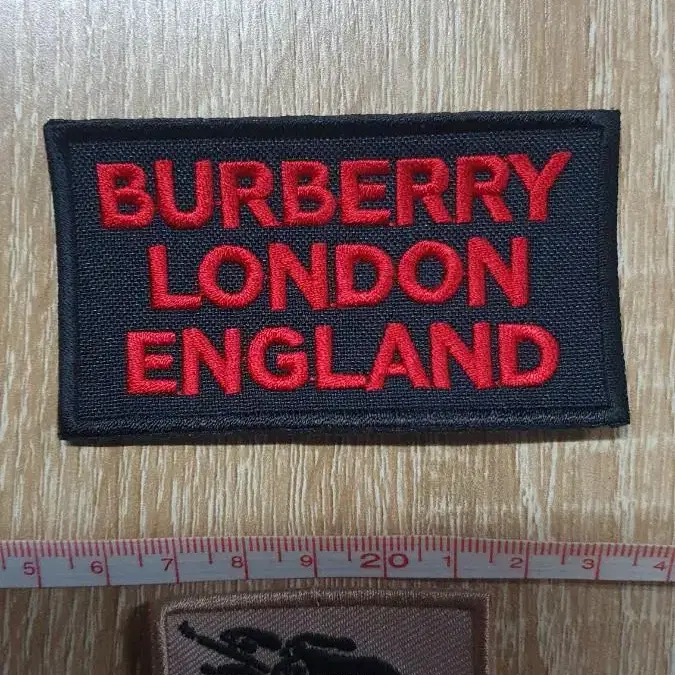 BURBERRY
LONDON
ENGLAND
5 6 7 8 9 20 1 2 3 4